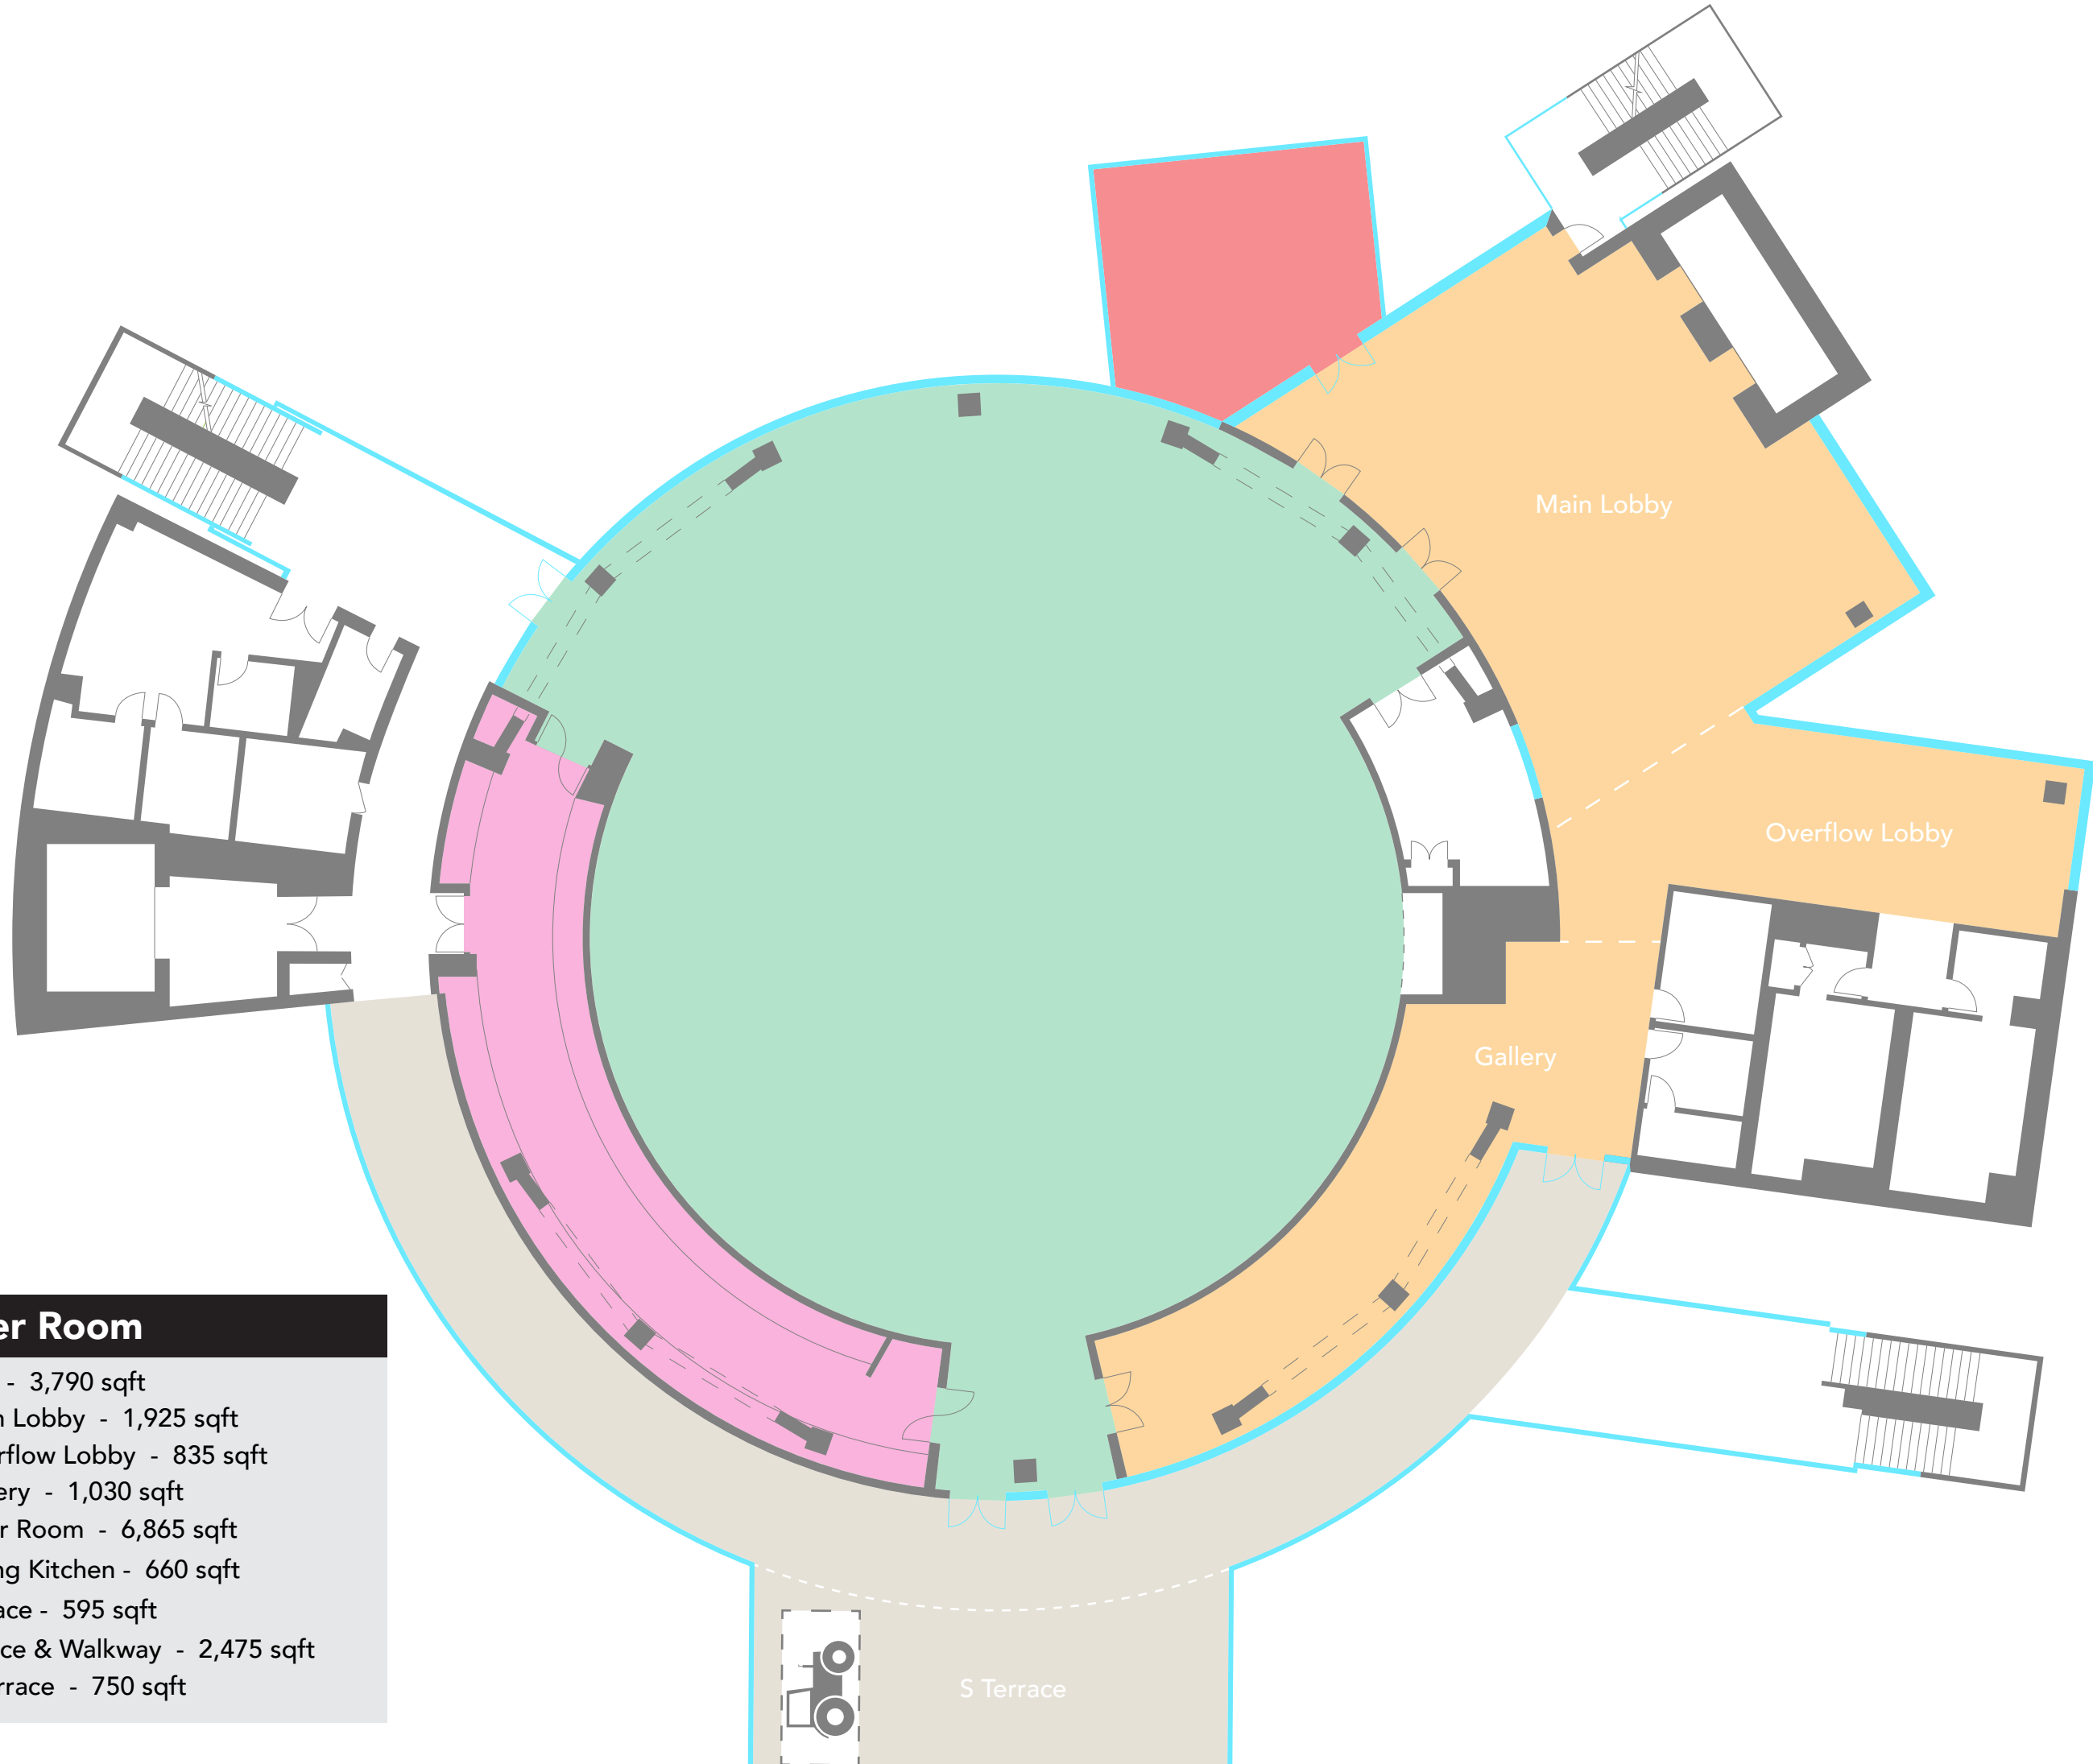 Main Lobby
Overflow Lobby
Gallery
S Terrace
er Room
- 3,790 sqft
n Lobby - 1,925 sqft
rflow Lobby - 835 sqft
ery - 1,030 sqft
r Room - 6,865 sqft
ng Kitchen - 660 sqft
ace - 595 sqft
ce & Walkway - 2,475 sqft
rrace - 750 sqft